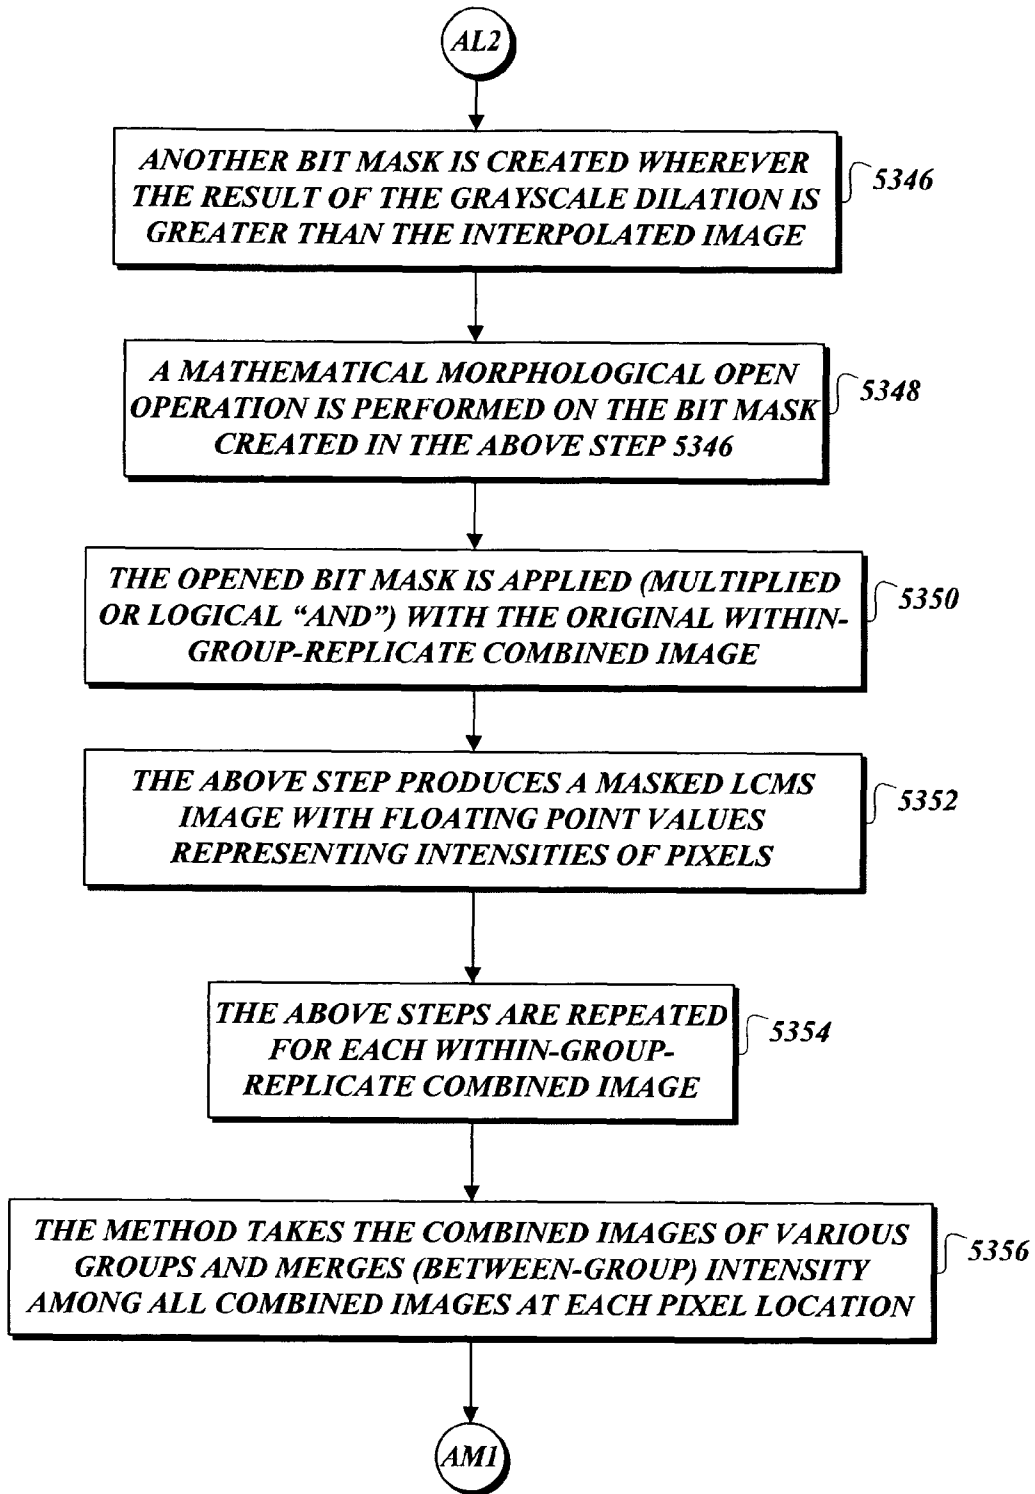 AL2
ANOTHER BIT MASK IS CREATED WHEREVER
THE RESULT OF THE GRAYSCALE DILATION IS
GREATER THAN THE INTERPOLATED IMAGE
5346
A MATHEMATICAL MORPHOLOGICAL OPEN
OPERATION IS PERFORMED ON THE BIT MASK
CREATED IN THE ABOVE STEP 5346
5348
THE OPENED BIT MASK IS APPLIED (MULTIPLIED
OR LOGICAL “AND”) WITH THE ORIGINAL WITHIN-
GROUP-REPLICATE COMBINED IMAGE
5350
THE ABOVE STEP PRODUCES A MASKED LCMS
IMAGE WITH FLOATING POINT VALUES
REPRESENTING INTENSITIES OF PIXELS
5352
THE ABOVE STEPS ARE REPEATED
FOR EACH WITHIN-GROUP-
REPLICATE COMBINED IMAGE
5354
THE METHOD TAKES THE COMBINED IMAGES OF VARIOUS
GROUPS AND MERGES (BETWEEN-GROUP) INTENSITY
AMONG ALL COMBINED IMAGES AT EACH PIXEL LOCATION
5356
AM1